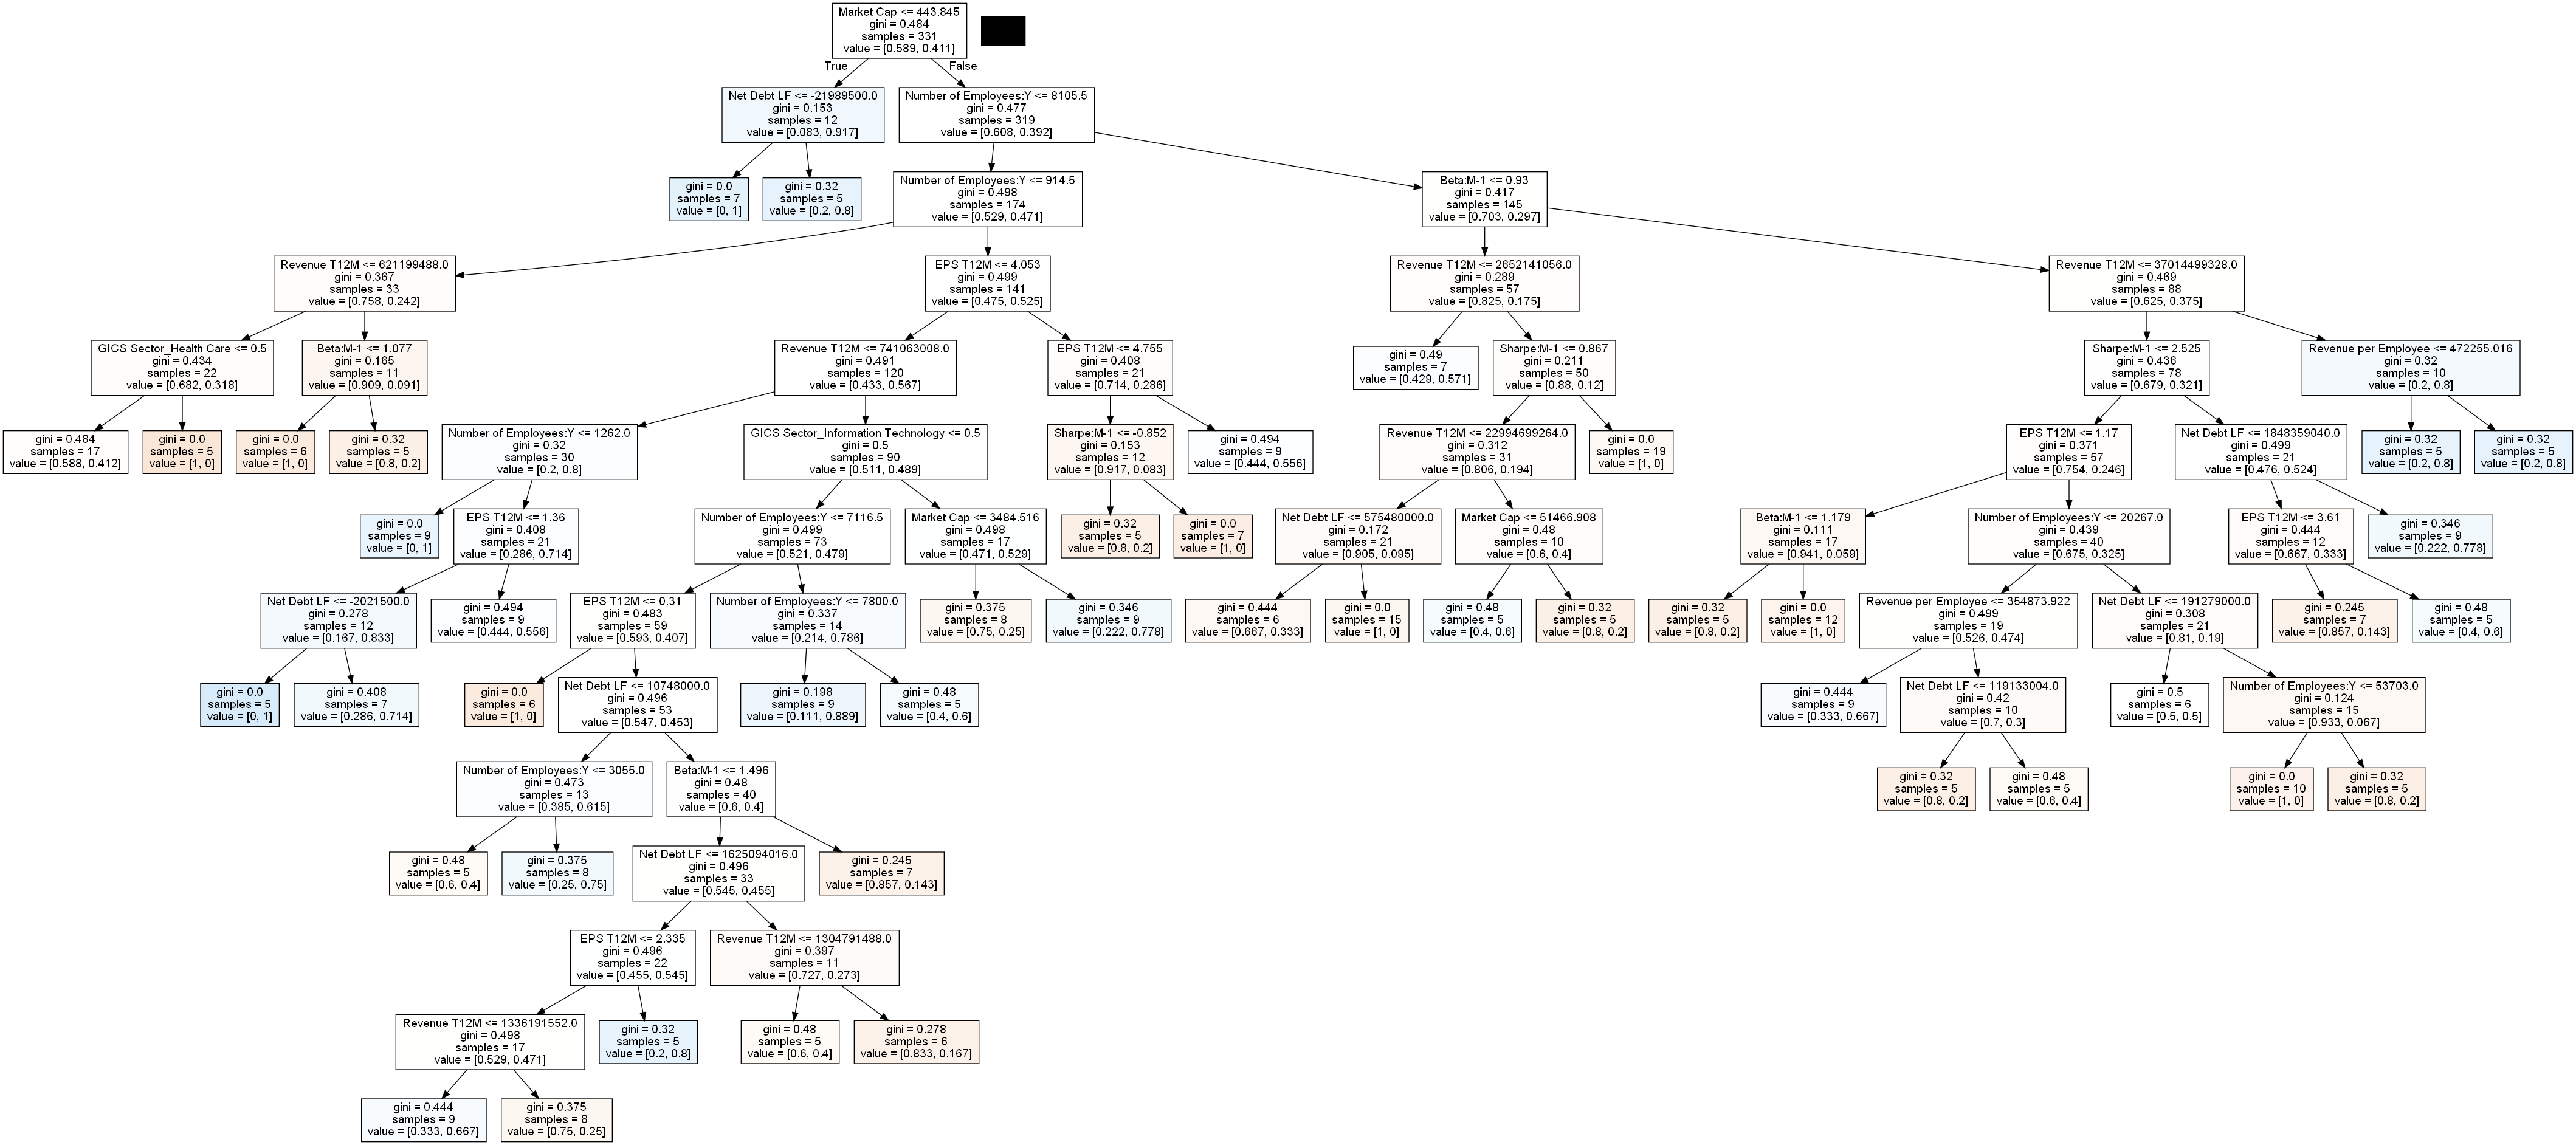 Market Cap <= 443.845
gini = 0.484
samples = 331
value = [0.589, 0.411]
True
False
Net Debt LF <= -21989500.0
gini = 0.153
samples = 12
value = [0.083, 0.917]
Number of Employees:Y <= 8105.5
gini = 0.477
samples = 319
value = [0.608, 0.392]
gini = 0.0
samples = 7
value = [0, 1]
gini = 0.32
samples = 5
value = [0.2, 0.8]
Number of Employees:Y <= 914.5
gini = 0.498
samples = 174
value = [0.529, 0.471]
Beta:M-1 <= 0.93
gini = 0.417
samples = 145
value = [0.703, 0.297]
Revenue T12M <= 621199488.0
gini = 0.367
samples = 33
value = [0.758, 0.242]
EPS T12M <= 4.053
gini = 0.499
samples = 141
value = [0.475, 0.525]
Revenue T12M <= 2652141056.0
gini = 0.289
samples = 57
value = [0.825, 0.175]
Revenue T12M <= 37014499328.0
gini = 0.469
samples = 88
value = [0.625, 0.375]
GICS Sector_Health Care <= 0.5
gini = 0.434
samples = 22
value = [0.682, 0.318]
Beta:M-1 <= 1.077
gini = 0.165
samples = 11
value = [0.909, 0.091]
Revenue T12M <= 741063008.0
gini = 0.491
samples = 120
value = [0.433, 0.567]
EPS T12M <= 4.755
gini = 0.408
samples = 21
value = [0.714, 0.286]
gini = 0.49
samples = 7
value = [0.429, 0.571]
Sharpe:M-1 <= 0.867
gini = 0.211
samples = 50
value = [0.88, 0.12]
Sharpe:M-1 <= 2.525
gini = 0.436
samples = 78
value = [0.679, 0.321]
Revenue per Employee <= 472255.016
gini = 0.32
samples = 10
value = [0.2, 0.8]
gini = 0.484
samples = 17
value = [0.588, 0.412]
gini = 0.0
samples = 5
value = [1, 0]
gini = 0.0
samples = 6
value = [1, 0]
gini = 0.32
samples = 5
value = [0.8, 0.2]
Number of Employees:Y <= 1262.0
gini = 0.32
samples = 30
value = [0.2, 0.8]
GICS Sector_Information Technology <= 0.5
gini = 0.5
samples = 90
value = [0.511, 0.489]
Sharpe:M-1 <= -0.852
gini = 0.153
samples = 12
value = [0.917, 0.083]
gini = 0.494
samples = 9
value = [0.444, 0.556]
Revenue T12M <= 22994699264.0
gini = 0.312
samples = 31
value = [0.806, 0.194]
gini = 0.0
samples = 19
value = [1, 0]
EPS T12M <= 1.17
gini = 0.371
samples = 57
value = [0.754, 0.246]
Net Debt LF <= 1848359040.0
gini = 0.499
samples = 21
value = [0.476, 0.524]
gini = 0.32
samples = 5
value = [0.2, 0.8]
gini = 0.32
samples = 5
value = [0.2, 0.8]
gini = 0.0
samples = 9
value = [0, 1]
EPS T12M <= 1.36
gini = 0.408
samples = 21
value = [0.286, 0.714]
Number of Employees:Y <= 7116.5
gini = 0.499
samples = 73
value = [0.521, 0.479]
Market Cap <= 3484.516
gini = 0.498
samples = 17
value = [0.471, 0.529]
gini = 0.32
samples = 5
value = [0.8, 0.2]
gini = 0.0
samples = 7
value = [1, 0]
Net Debt LF <= 575480000.0
gini = 0.172
samples = 21
value = [0.905, 0.095]
Market Cap <= 51466.908
gini = 0.48
samples = 10
value = [0.6, 0.4]
Beta:M-1 <= 1.179
gini = 0.111
samples = 17
value = [0.941, 0.059]
Number of Employees:Y <= 20267.0
gini = 0.439
samples = 40
value = [0.675, 0.325]
EPS T12M <= 3.61
gini = 0.444
samples = 12
value = [0.667, 0.333]
gini = 0.346
samples = 9
value = [0.222, 0.778]
Net Debt LF <= -2021500.0
gini = 0.278
samples = 12
value = [0.167, 0.833]
gini = 0.494
samples = 9
value = [0.444, 0.556]
EPS T12M <= 0.31
gini = 0.483
samples = 59
value = [0.593, 0.407]
Number of Employees:Y <= 7800.0
gini = 0.337
samples = 14
value = [0.214, 0.786]
gini = 0.375
samples = 8
value = [0.75, 0.25]
gini = 0.346
samples = 9
value = [0.222, 0.778]
gini = 0.444
samples = 6
value = [0.667, 0.333]
gini = 0.0
samples = 15
value = [1, 0]
gini = 0.48
samples = 5
value = [0.4, 0.6]
gini = 0.32
samples = 5
value = [0.8, 0.2]
gini = 0.32
samples = 5
value = [0.8, 0.2]
gini = 0.0
samples = 12
value = [1, 0]
Revenue per Employee <= 354873.922
gini = 0.499
samples = 19
value = [0.526, 0.474]
Net Debt LF <= 191279000.0
gini = 0.308
samples = 21
value = [0.81, 0.19]
gini = 0.245
samples = 7
value = [0.857, 0.143]
gini = 0.48
samples = 5
value = [0.4, 0.6]
gini = 0.0
samples = 5
value = [0, 1]
gini = 0.408
samples = 7
value = [0.286, 0.714]
gini = 0.0
samples = 6
value = [1, 0]
Net Debt LF <= 10748000.0
gini = 0.496
samples = 53
value = [0.547, 0.453]
gini = 0.198
samples = 9
value = [0.111, 0.889]
gini = 0.48
samples = 5
value = [0.4, 0.6]
gini = 0.444
samples = 9
value = [0.333, 0.667]
Net Debt LF <= 119133004.0
gini = 0.42
samples = 10
value = [0.7, 0.3]
gini = 0.5
samples = 6
value = [0.5, 0.5]
Number of Employees:Y <= 53703.0
gini = 0.124
samples = 15
value = [0.933, 0.067]
Number of Employees:Y <= 3055.0
gini = 0.473
samples = 13
value = [0.385, 0.615]
Beta:M-1 <= 1.496
gini = 0.48
samples = 40
value = [0.6, 0.4]
gini = 0.32
samples = 5
value = [0.8, 0.2]
gini = 0.48
samples = 5
value = [0.6, 0.4]
gini = 0.0
samples = 10
value = [1, 0]
gini = 0.32
samples = 5
value = [0.8, 0.2]
gini = 0.48
samples = 5
value = [0.6, 0.4]
gini = 0.375
samples = 8
value = [0.25, 0.75]
Net Debt LF <= 1625094016.0
gini = 0.496
samples = 33
value = [0.545, 0.455]
gini = 0.245
samples = 7
value = [0.857, 0.143]
EPS T12M <= 2.335
gini = 0.496
samples = 22
value = [0.455, 0.545]
Revenue T12M <= 1304791488.0
gini = 0.397
samples = 11
value = [0.727, 0.273]
Revenue T12M <= 1336191552.0
gini = 0.498
samples = 17
value = [0.529, 0.471]
gini = 0.32
samples = 5
value = [0.2, 0.8]
gini = 0.48
samples = 5
value = [0.6, 0.4]
gini = 0.278
samples = 6
value = [0.833, 0.167]
gini = 0.444
samples = 9
value = [0.333, 0.667]
gini = 0.375
samples = 8
value = [0.75, 0.25]